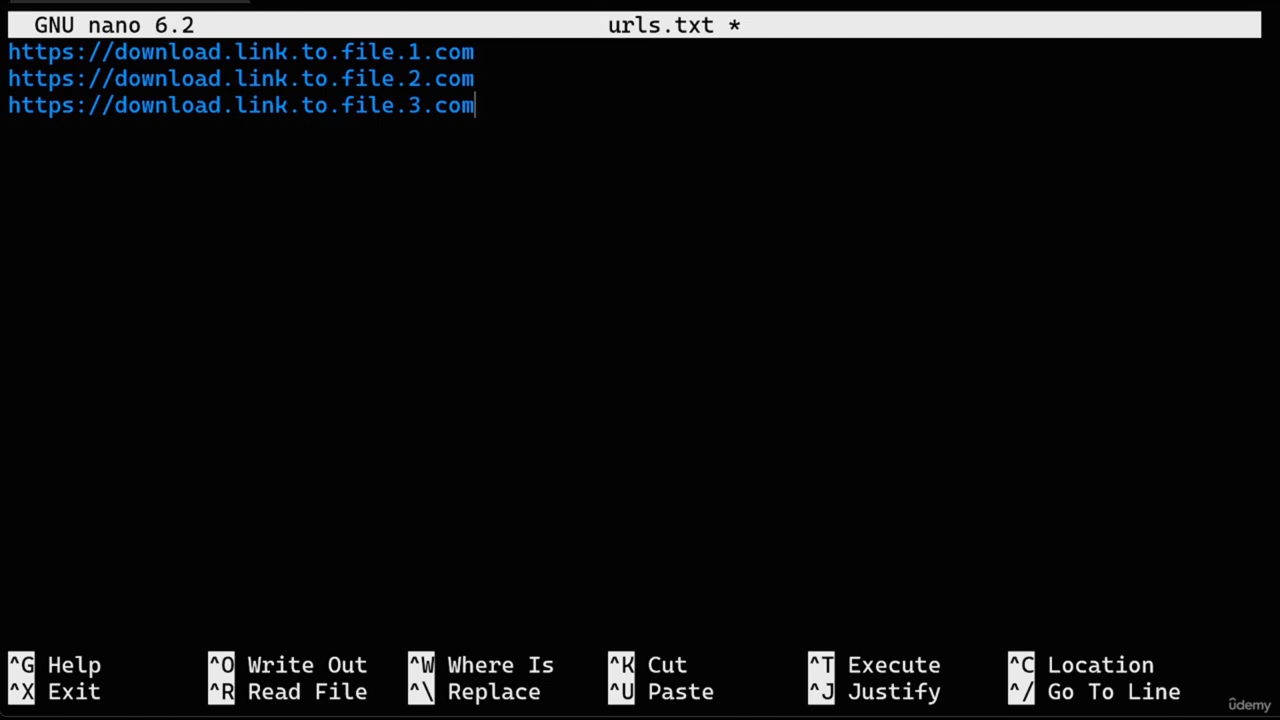 GNU nano 6.2 urls.txt *
https://download.link.to.file.1.com
https://download.link.to.file.2.com
https://download.link.to.file.3.com
^G Help ^O Write Out ^W Where Is ^K Cut ^T Execute ^C Location
^X Exit ^R Read File ^\ Replace ^U Paste ^J Justify ^/ Go To Line
udemy